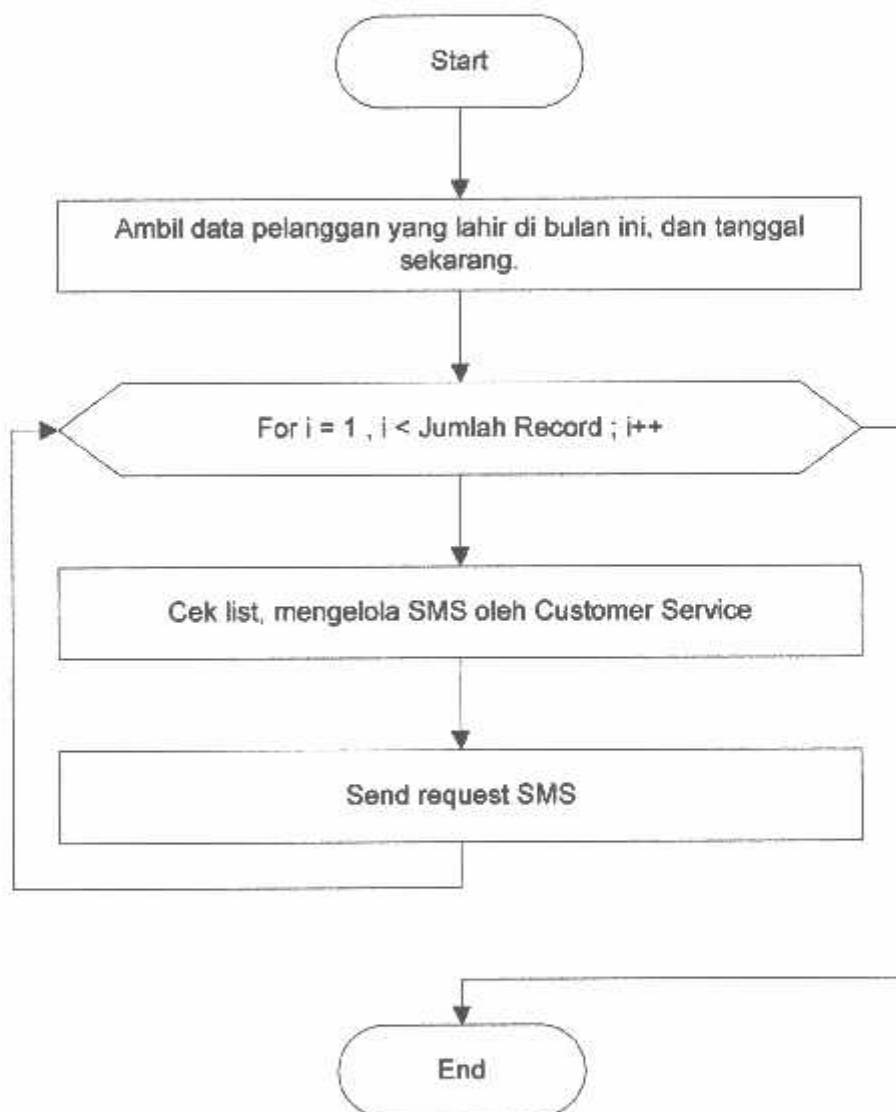 Start
Ambil data pelanggan yang lahir di bulan ini, dan tanggal
sekarang.
For i = 1 , i < Jumlah Record ; i++
Cek list, mengelola SMS oleh Customer Service
Send request SMS
End